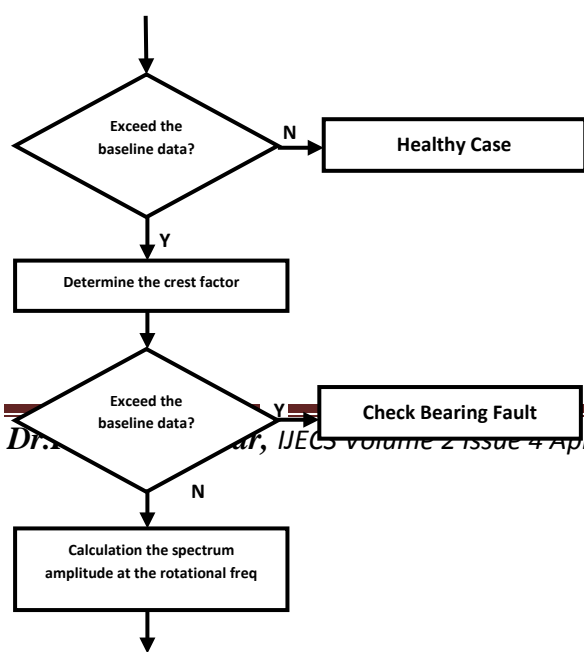 Exceed the
baseline data?
N
Healthy Case
Y
Determine the crest factor
Exceed the
baseline data?
Y
Check Bearing Fault
Volume 2 Issue 4
N
Calculation the spectrum
amplitude at the rotational freq